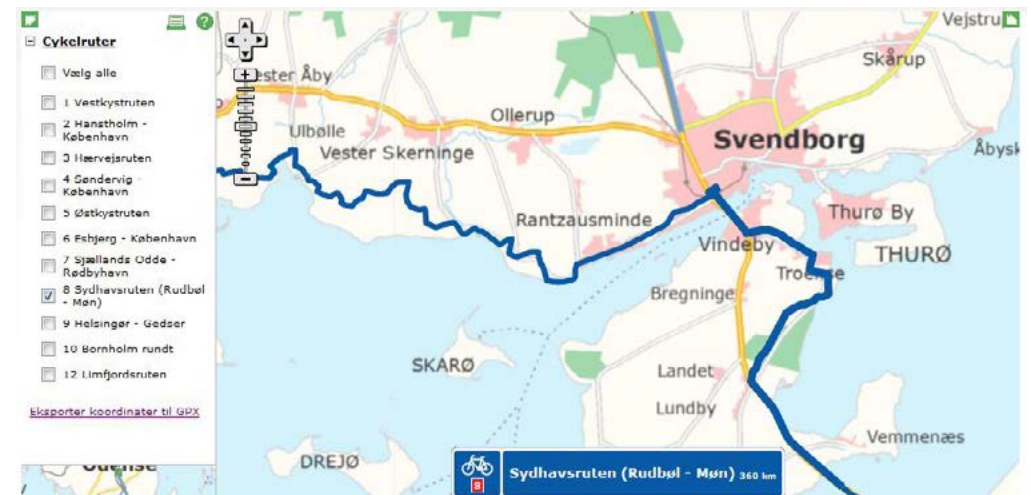 Cykelruter
Vælg alle
1 Vestkystruten
2 Hanstholm -
København
3 Hærvejsruten
4 Søndervig -
København
5 Østkystruten
6 Esbjerg - København
7 Sjællands Odde -
Rødbyhavn
8 Sydhavsruten (Rudbøl
- Møn)
9 Helsingør - Gedser
10 Bornholm rundt
12 Limfjordsruten
Eksporter koordinater til GPX
Odense
ester Åby
Ulbølle
Vester Skerninge
Ollerup
Svendborg
Skårup
Vejstru
Åbysk
Rantzausminde
Vindeby
Thurø By
THURØ
Troense
Bregninge
SKARØ
Landet
Lundby
Vemmenæs
DREJØ
8
Sydhavsruten (Rudbøl - Møn) 360 km